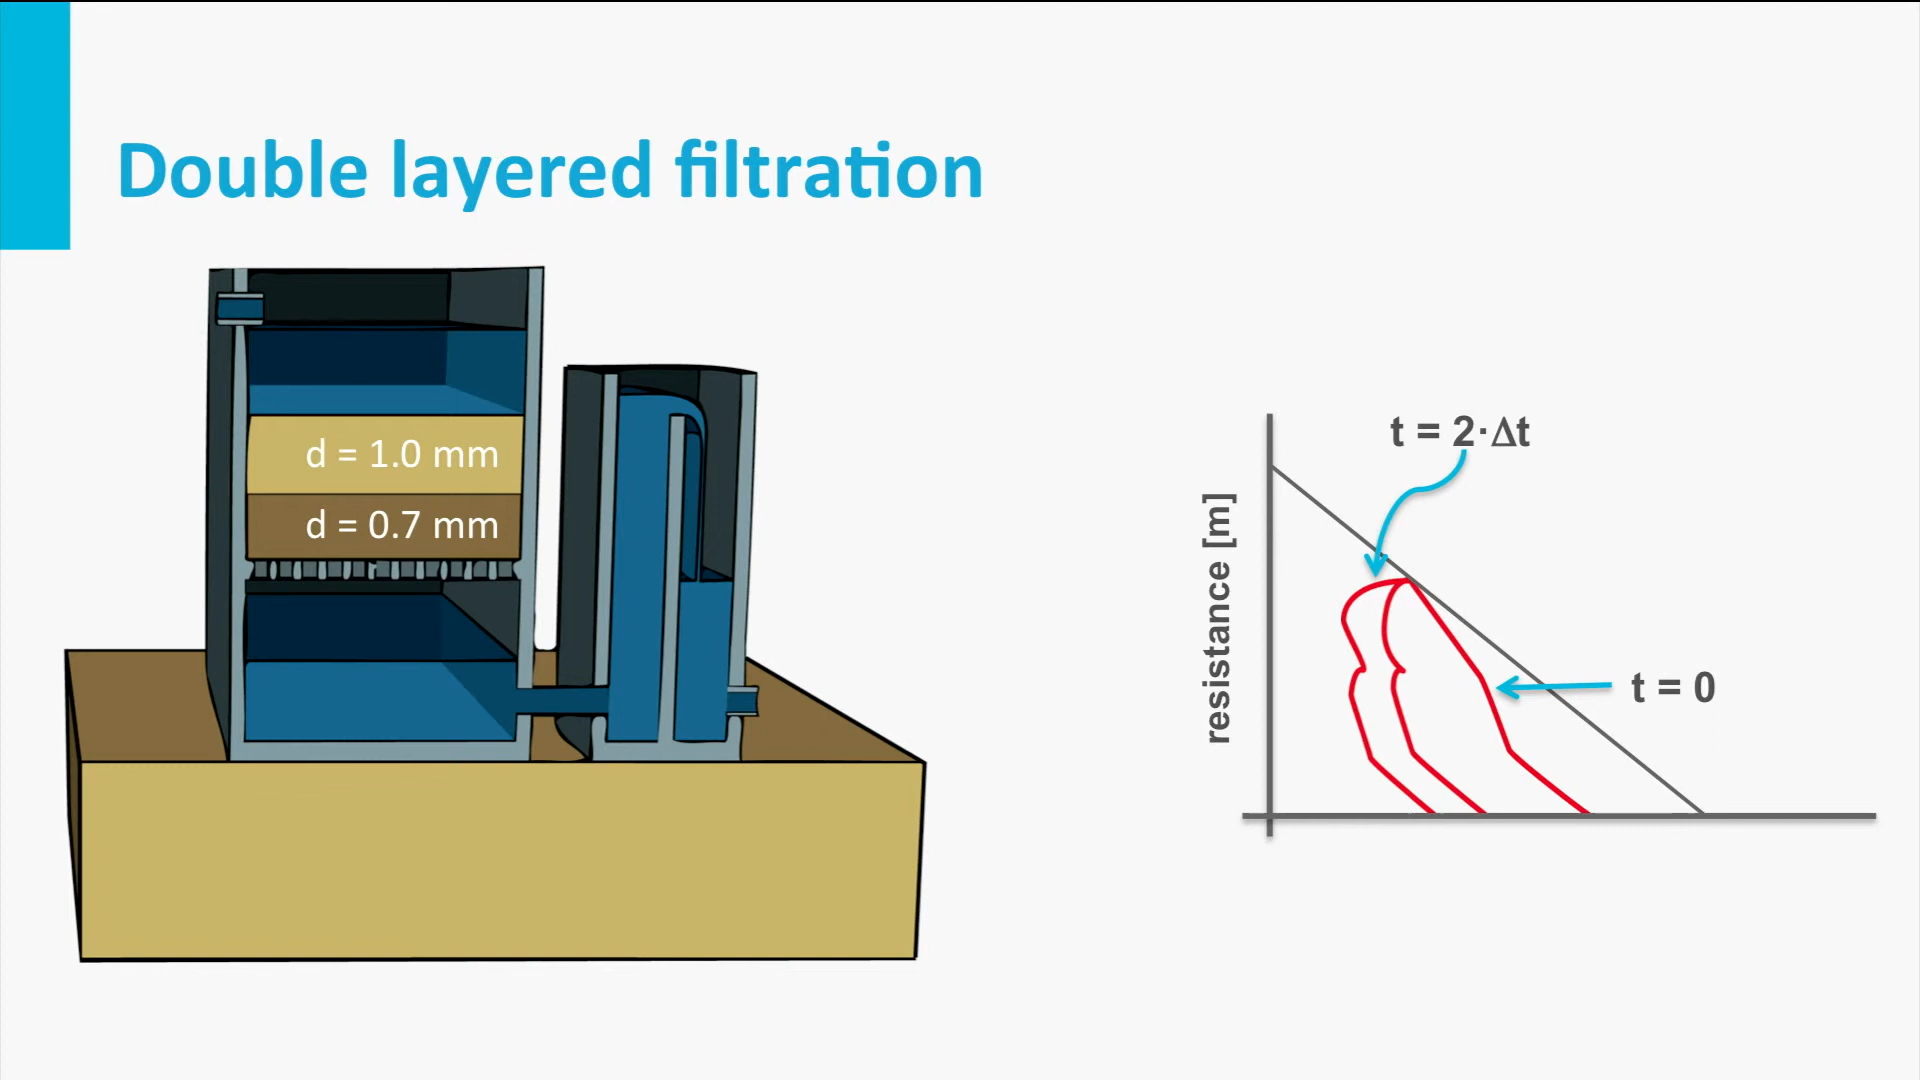 Double layered filtration
d = 1.0 mm
d = 0.7 mm
t = 2·Δt
resistance [m]
t = 0